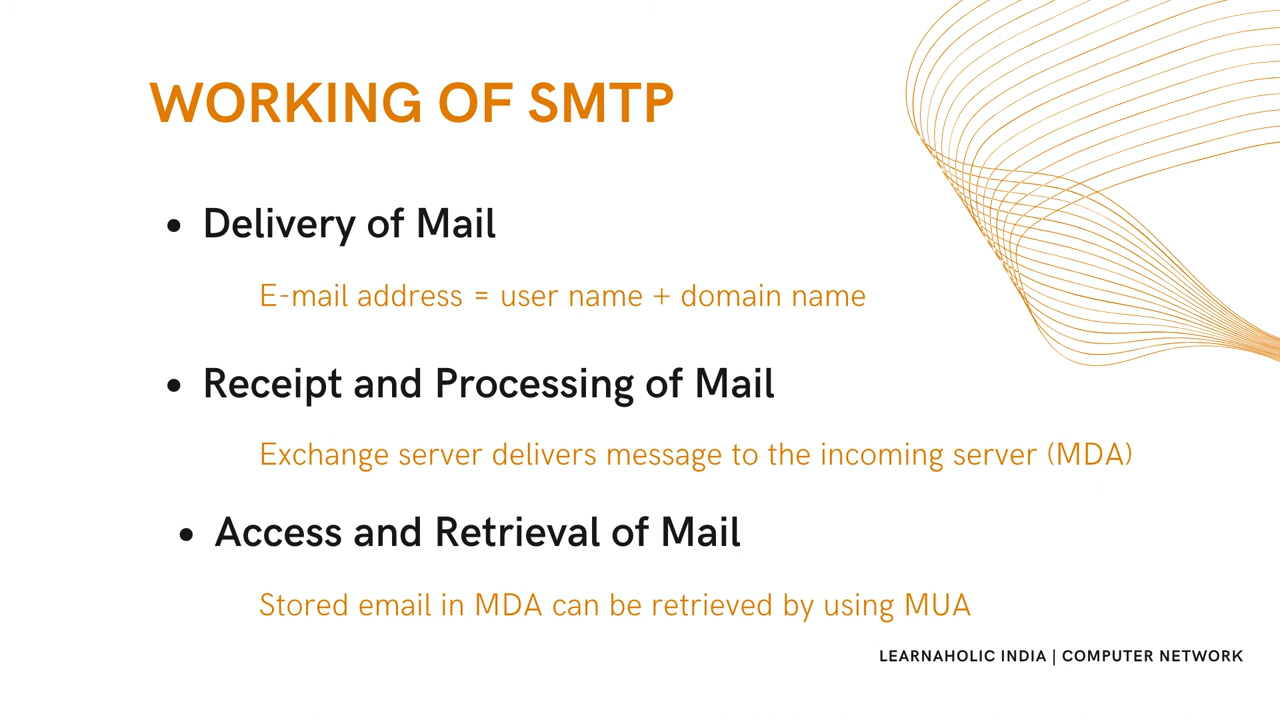 WORKING OF SMTP
• Delivery of Mail
E-mail address = user name + domain name
• Receipt and Processing of Mail
Exchange server delivers message to the incoming server (MDA)
• Access and Retrieval of Mail
Stored email in MDA can be retrieved by using MUA
LEARNAHOLIC INDIA | COMPUTER NETWORK